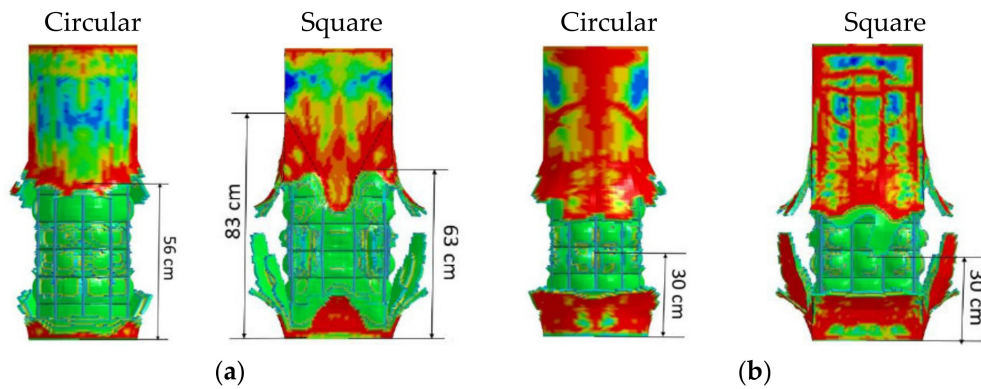 Circular
Square
Circular
Square
56 cm
83 cm
63 cm
30 cm
30 cm
(a)
(b)